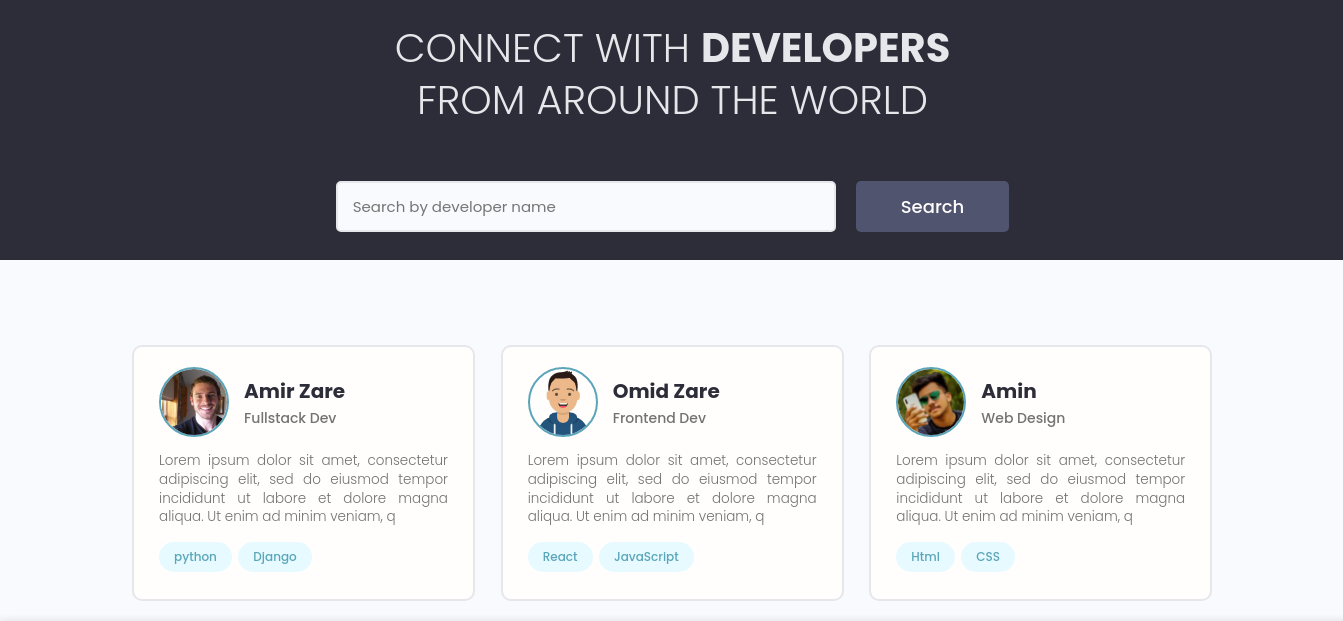 CONNECT WITH DEVELOPERS
FROM AROUND THE WORLD
Search by developer name
Search
Amir Zare
Fullstack Dev
Lorem ipsum dolor sit amet, consectetur
adipiscing elit, sed do eiusmod tempor
incididunt ut labore et dolore magna
aliqua. Ut enim ad minim veniam, q
python
Django
Omid Zare
Frontend Dev
Lorem ipsum dolor sit amet, consectetur
adipiscing elit, sed do eiusmod tempor
incididunt ut labore et dolore magna
aliqua. Ut enim ad minim veniam, q
React
JavaScript
Amin
Web Design
Lorem ipsum dolor sit amet, consectetur
adipiscing elit, sed do eiusmod tempor
incididunt ut labore et dolore magna
aliqua. Ut enim ad minim veniam, q
Html
CSS